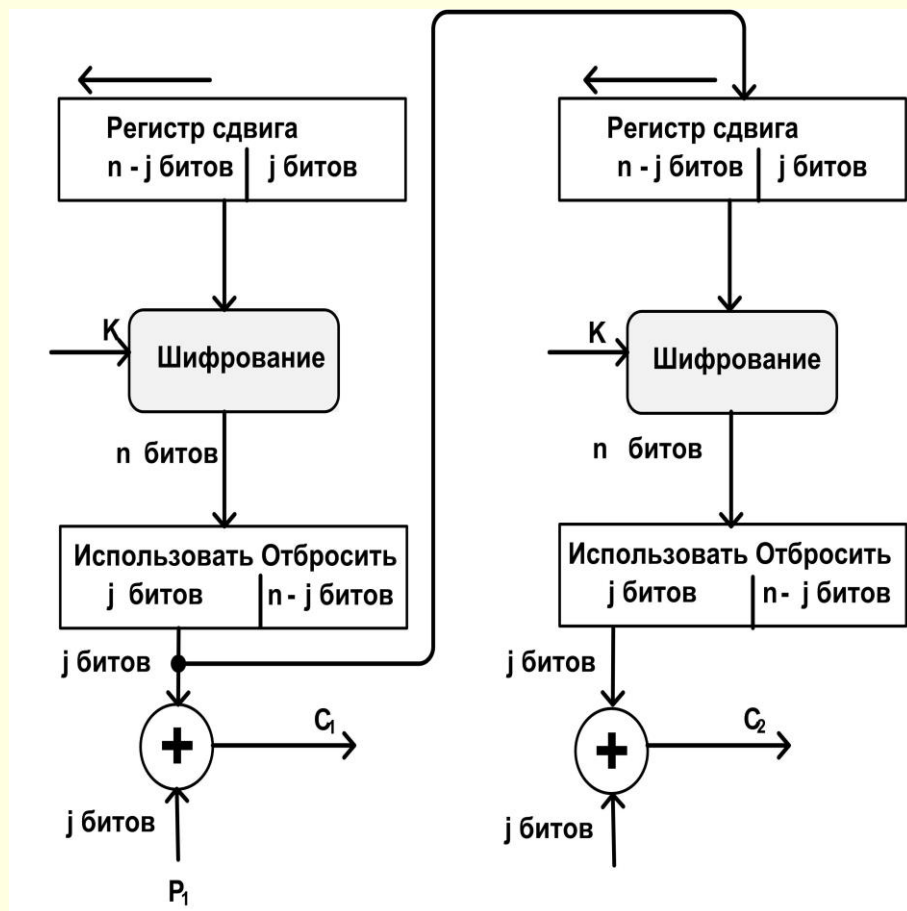 Регистр сдвига
n - j битов j битов
K
Шифрование
n битов
Использовать Отбросить
j битов n - j битов
j битов
C₁
j битов
P₁
Регистр сдвига
n - j битов j битов
K
Шифрование
n битов
Использовать Отбросить
j битов n - j битов
j битов
C₂
j битов